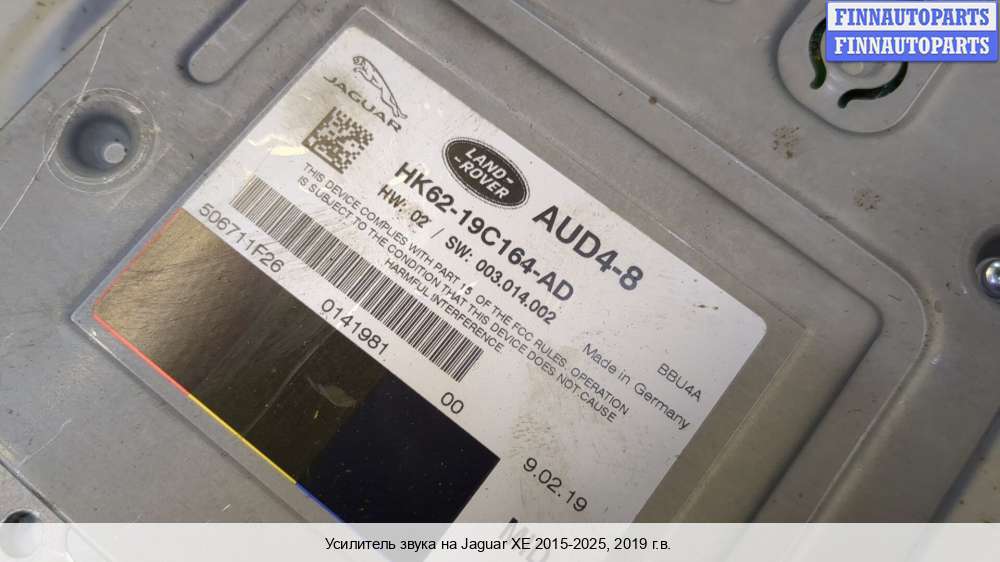 FINNAUTOPARTS
FINNAUTOPARTS
JAGUAR
LAND-
-ROVER
AUD4-8
HK62-19C164-AD
HW: 02 / SW: 003.014.002
THIS DEVICE COMPLIES WITH PART 15 OF THE FCC RULES, OPERATION
IS SUBJECT TO THE CONDITION THAT THIS DEVICE DOES NOT CAUSE
HARMFUL INTERFERENCE
BBU4A
Made in Germany
506711F26
0141981
00
9.02.19
Усилитель звука на Jaguar XE 2015-2025, 2019 г.в.